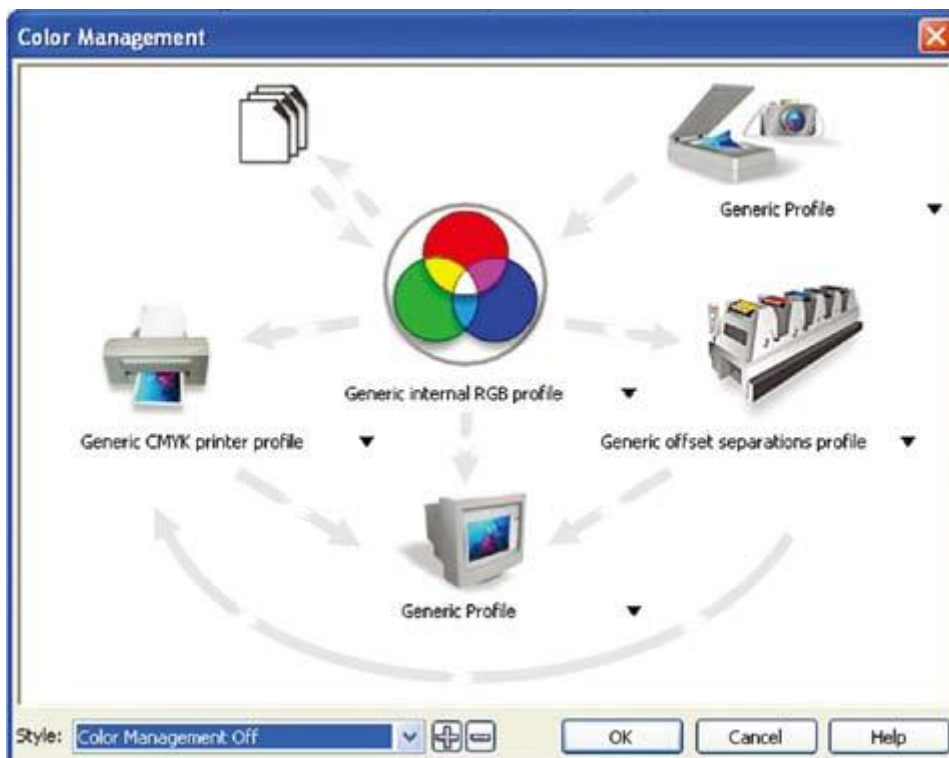 Color Management
Generic Profile
Generic internal RGB profile
Generic CMYK printer profile
Generic offset separations profile
Generic Profile
Style: Color Management Off
OK
Cancel
Help